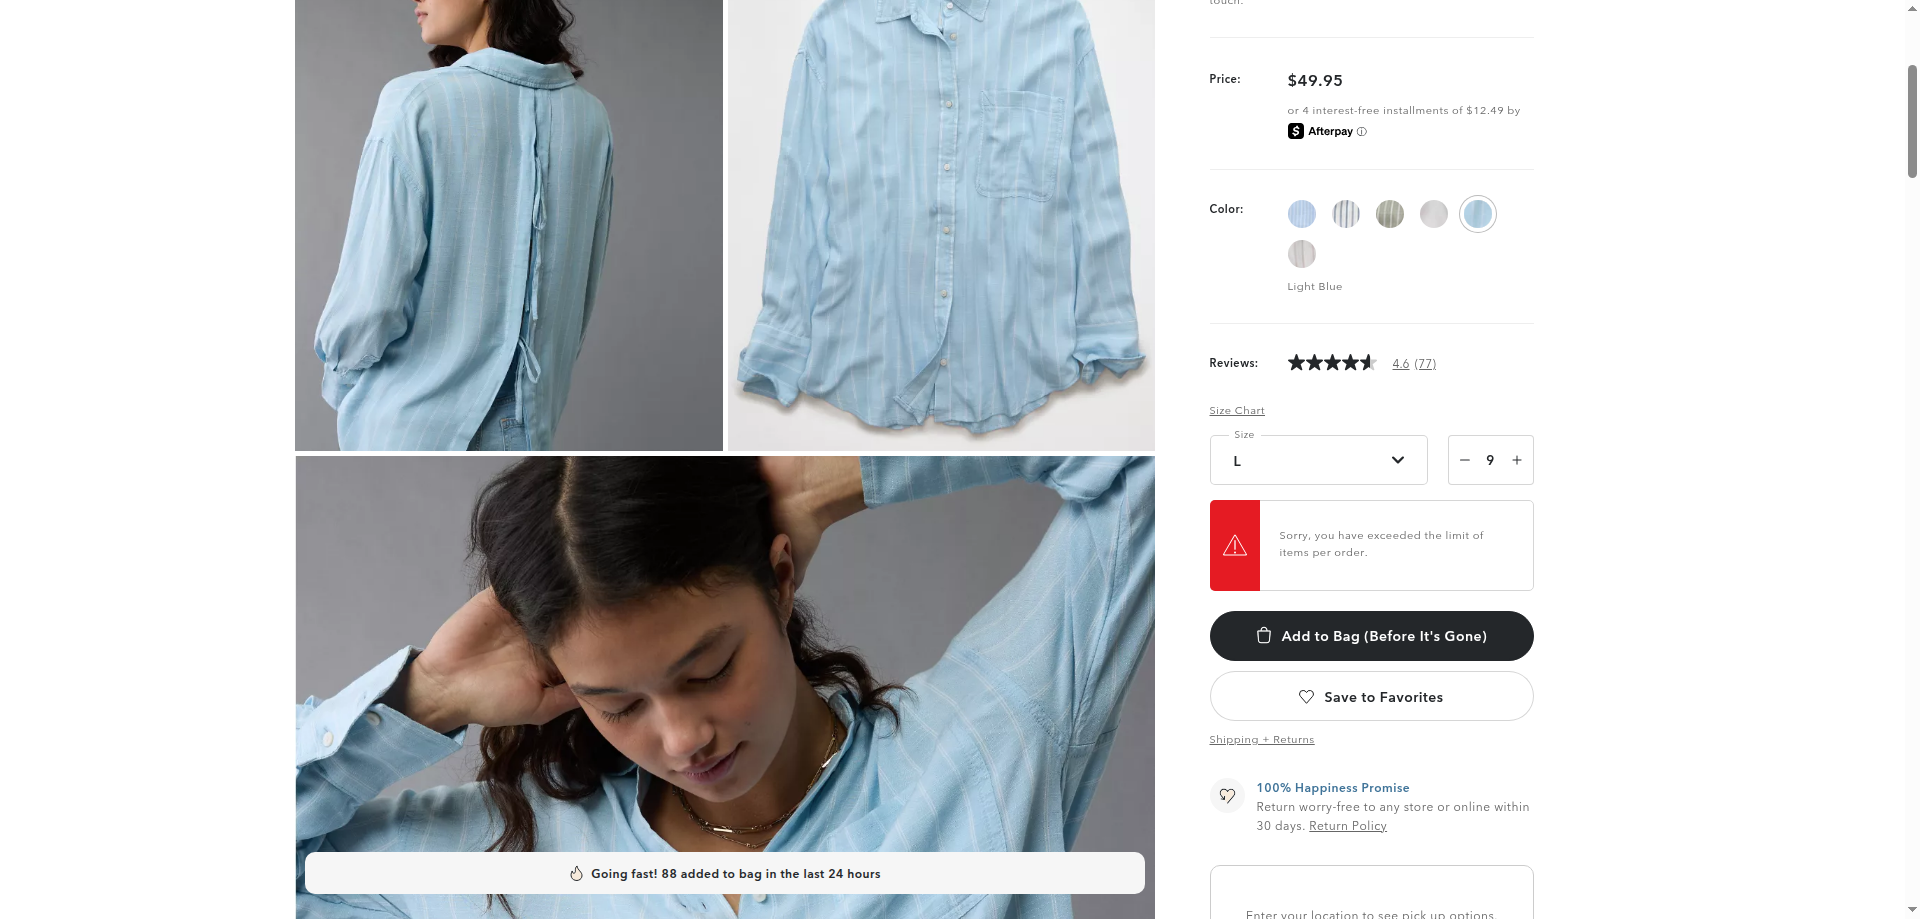 touch.
Price:
$49.95
or 4 interest-free installments of $12.49 by
Afterpay ⓘ
Color:
Light Blue
Reviews:
4.6 (77)
Size Chart
Size
L
− 9 +
Sorry, you have exceeded the limit of
items per order.
Add to Bag (Before It's Gone)
Save to Favorites
Shipping + Returns
100% Happiness Promise
Return worry-free to any store or online within
30 days. Return Policy
Enter your location to see pick up options
Going fast! 88 added to bag in the last 24 hours